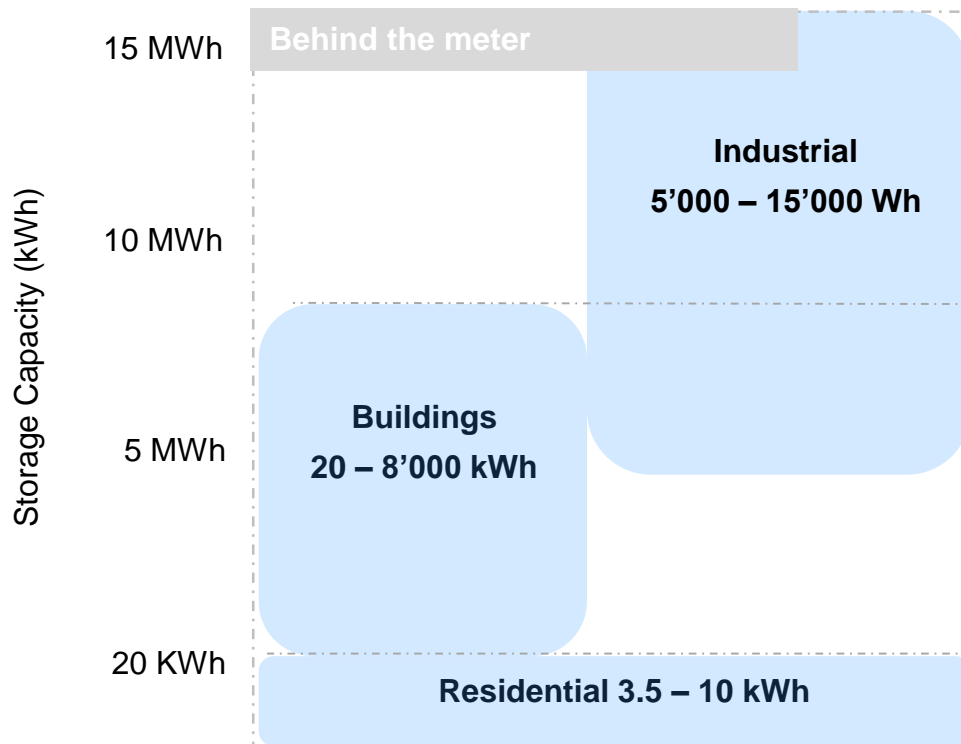 Behind the meter
15 MWh
Industrial
5’000 – 15’000 Wh
10 MWh
Storage Capacity (kWh)
Buildings
20 – 8’000 kWh
5 MWh
20 KWh
Residential 3.5 – 10 kWh